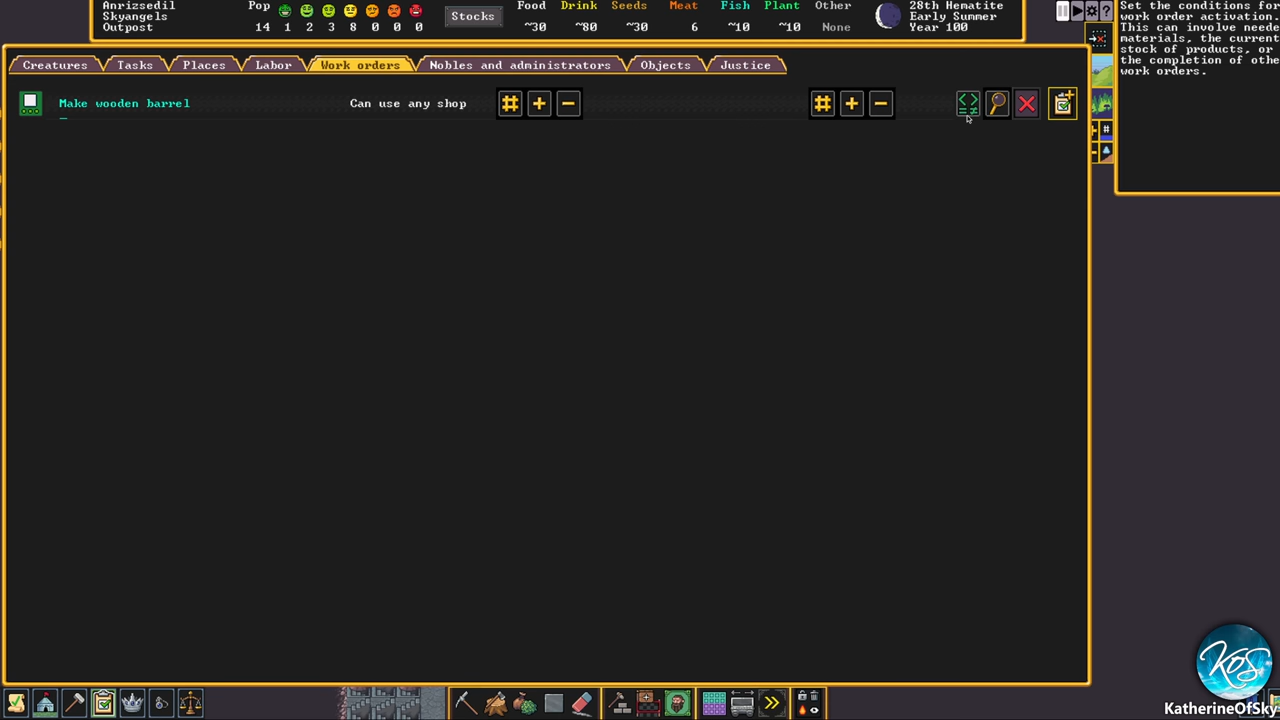 Anrizsedil
Skyangels
Outpost
Pop
14 1 2 3 8 0 0 0
Stocks
Food Drink Seeds Meat Fish Plant Other
~30 ~80 ~30 6 ~10 ~10 None
28th Hematite
Early Summer
Year 100
Set the conditions for
work order activation.
This can involve neede
materials, the current
stock of products, or
the completion of othe
work orders.
Creatures Tasks Places Labor Work orders Nobles and administrators Objects Justice
Make wooden barrel Can use any shop
KOS
KatherineOfSky